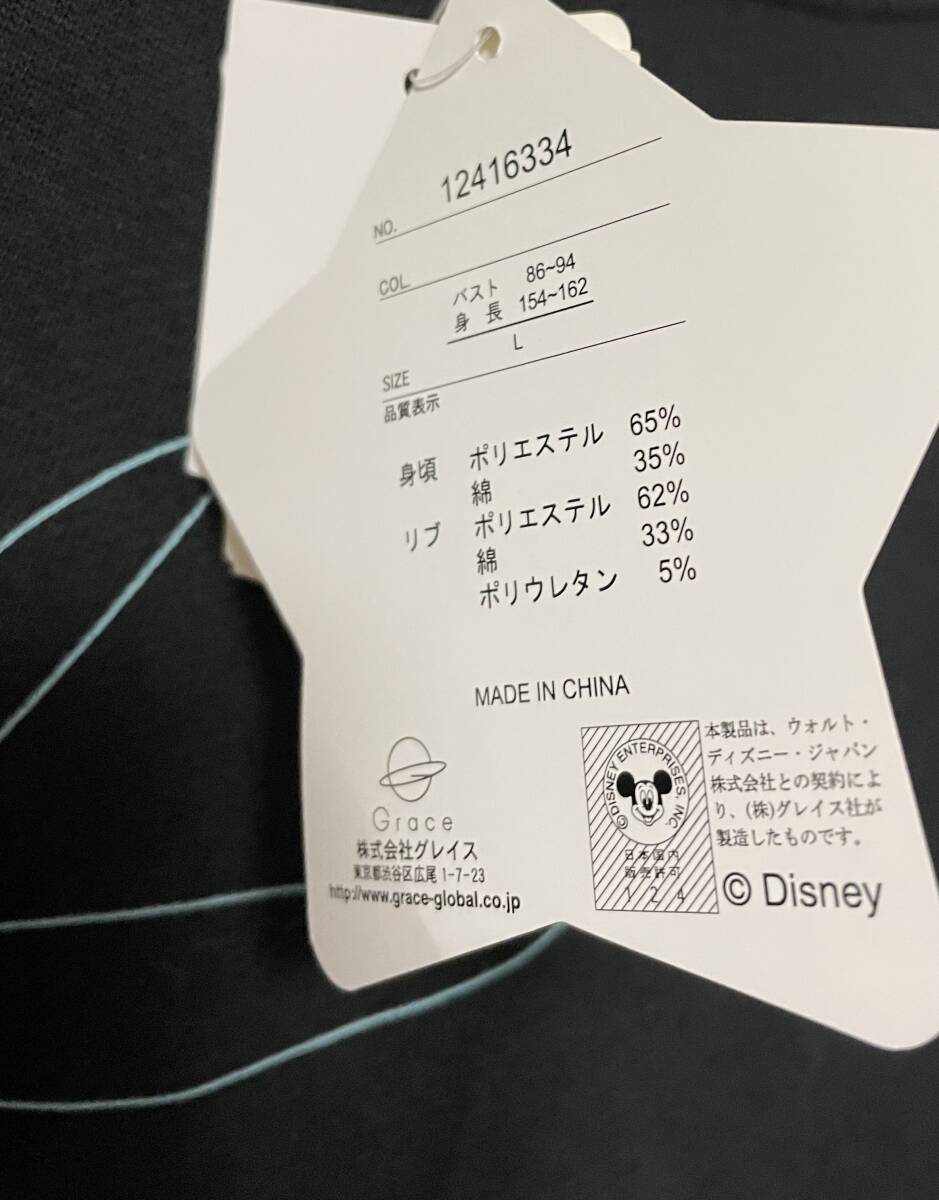 NO. 12416334
COL.
バスト 86~94
身長 154~162
L
SIZE
品質表示
身頃 ポリエステル 65%
綿 35%
リブ ポリエステル 62%
綿 33%
ポリウレタン 5%
MADE IN CHINA
Grace
株式会社グレイス
東京都渋谷区広尾 1-7-23
http://www.grace-global.co.jp
©DISNEY ENTERPRISES, INC.
日本国内
販売許可
124
本製品は、ウォルト・
ディズニー・ジャパン
株式会社との契約によ
り、(株)グレイス社が
製造したものです。
© Disney